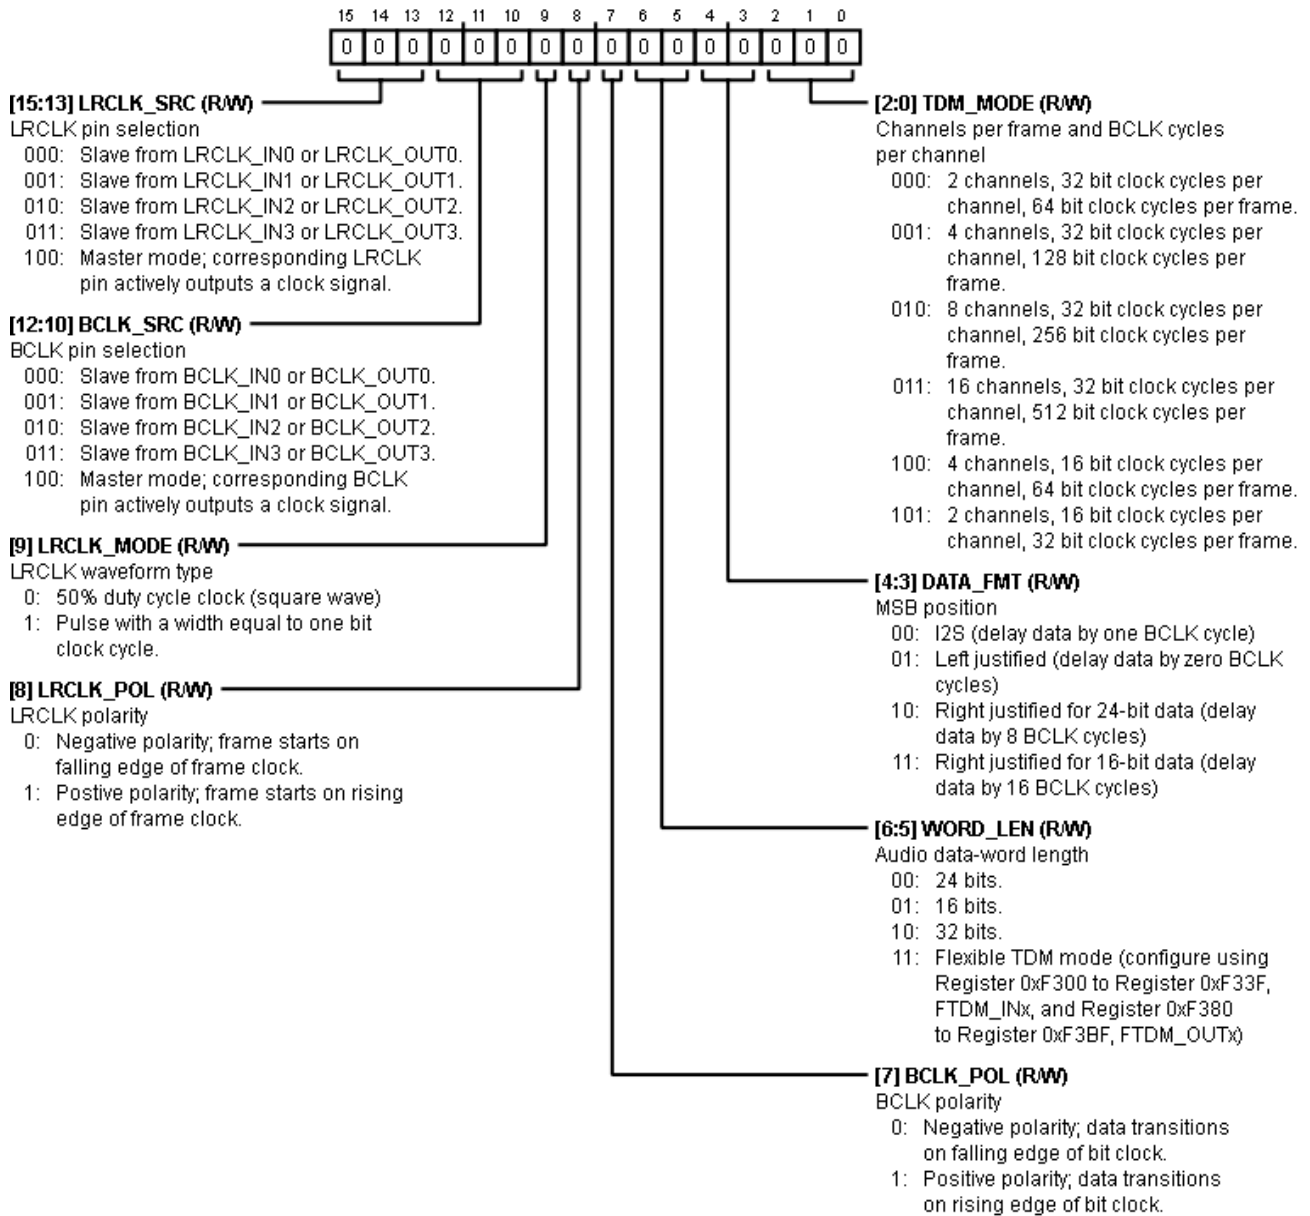 15 14 13 12 11 10 9 8 7 6 5 4 3 2 1 0
0 0 0 0 0 0 0 0 0 0 0 0 0 0 0 0
[15:13] LRCLK_SRC (R/W)
LRCLK pin selection
000: Slave from LRCLK_IN0 or LRCLK_OUT0.
001: Slave from LRCLK_IN1 or LRCLK_OUT1.
010: Slave from LRCLK_IN2 or LRCLK_OUT2.
011: Slave from LRCLK_IN3 or LRCLK_OUT3.
100: Master mode; corresponding LRCLK
pin actively outputs a clock signal.
[12:10] BCLK_SRC (R/W)
BCLK pin selection
000: Slave from BCLK_IN0 or BCLK_OUT0.
001: Slave from BCLK_IN1 or BCLK_OUT1.
010: Slave from BCLK_IN2 or BCLK_OUT2.
011: Slave from BCLK_IN3 or BCLK_OUT3.
100: Master mode; corresponding BCLK
pin actively outputs a clock signal.
[9] LRCLK_MODE (R/W)
LRCLK waveform type
0: 50% duty cycle clock (square wave)
1: Pulse with a width equal to one bit
clock cycle.
[8] LRCLK_POL (R/W)
LRCLK polarity
0: Negative polarity; frame starts on
falling edge of frame clock.
1: Postive polarity; frame starts on rising
edge of frame clock.
[2:0] TDM_MODE (R/W)
Channels per frame and BCLK cycles
per channel
000: 2 channels, 32 bit clock cycles per
channel, 64 bit clock cycles per frame.
001: 4 channels, 32 bit clock cycles per
channel, 128 bit clock cycles per
frame.
010: 8 channels, 32 bit clock cycles per
channel, 256 bit clock cycles per
frame.
011: 16 channels, 32 bit clock cycles per
channel, 512 bit clock cycles per
frame.
100: 4 channels, 16 bit clock cycles per
channel, 64 bit clock cycles per frame.
101: 2 channels, 16 bit clock cycles per
channel, 32 bit clock cycles per frame.
[4:3] DATA_FMT (R/W)
MSB position
00: I2S (delay data by one BCLK cycle)
01: Left justified (delay data by zero BCLK
cycles)
10: Right justified for 24-bit data (delay
data by 8 BCLK cycles)
11: Right justified for 16-bit data (delay
data by 16 BCLK cycles)
[6:5] WORD_LEN (R/W)
Audio data-word length
00: 24 bits.
01: 16 bits.
10: 32 bits.
11: Flexible TDM mode (configure using
Register 0xF300 to Register 0xF33F,
FTDM_INx, and Register 0xF380
to Register 0xF3BF, FTDM_OUTx)
[7] BCLK_POL (R/W)
BCLK polarity
0: Negative polarity; data transitions
on falling edge of bit clock.
1: Positive polarity; data transitions
on rising edge of bit clock.